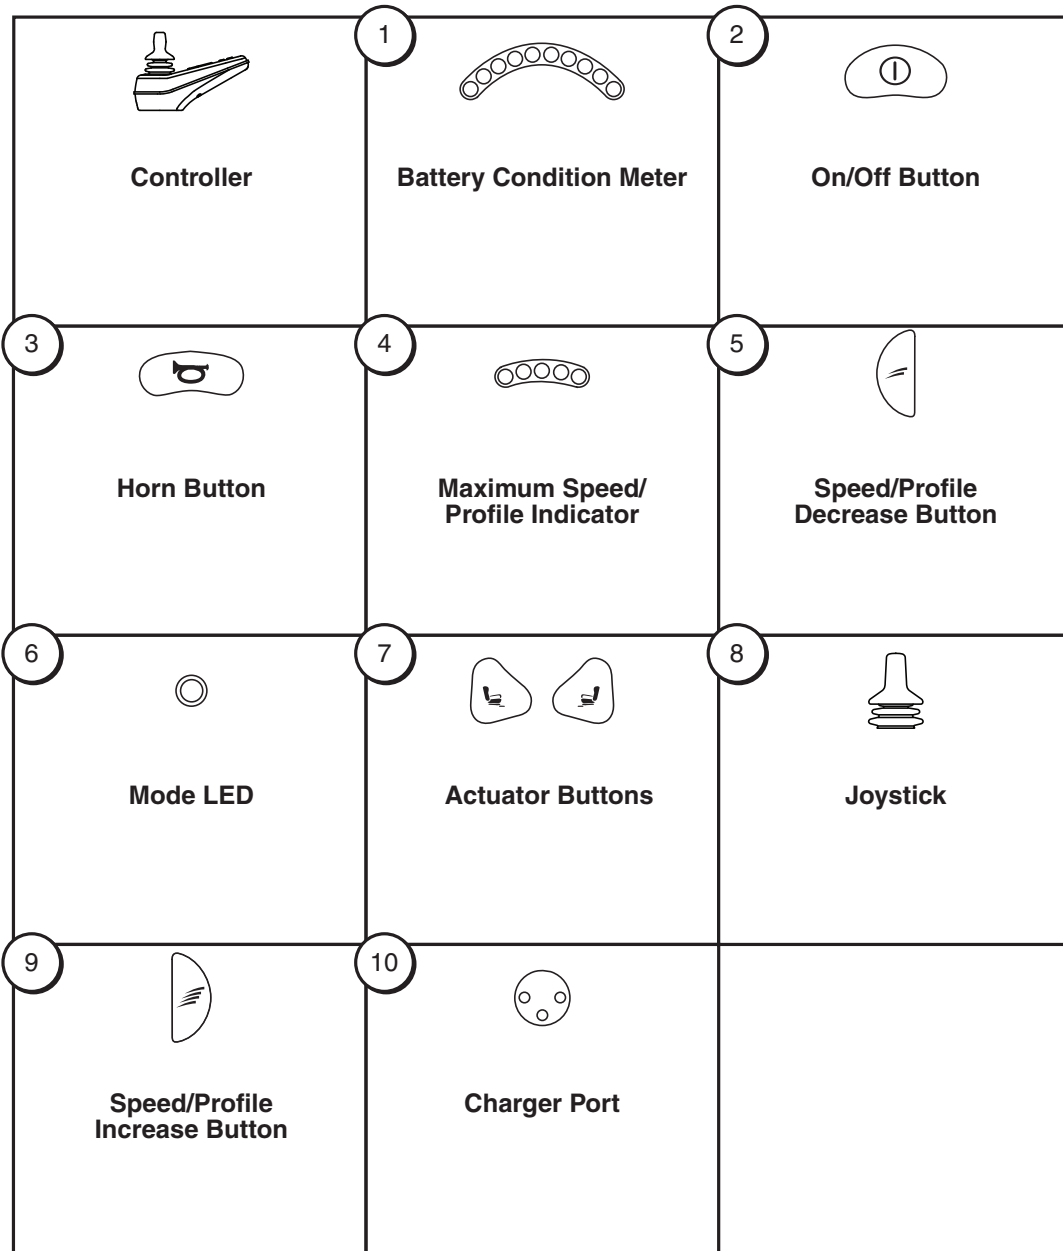 Controller
1
Battery Condition Meter
2
On/Off Button
3
Horn Button
4
Maximum Speed/
Profile Indicator
5
Speed/Profile
Decrease Button
6
Mode LED
7
Actuator Buttons
8
Joystick
9
Speed/Profile
Increase Button
10
Charger Port